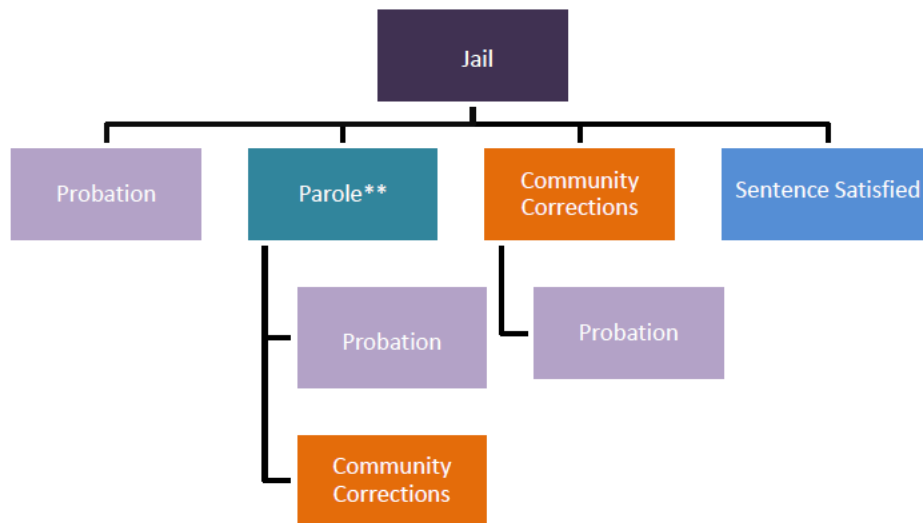 Jail
Probation
Parole**
Community
Corrections
Sentence Satisfied
Probation
Probation
Community
Corrections